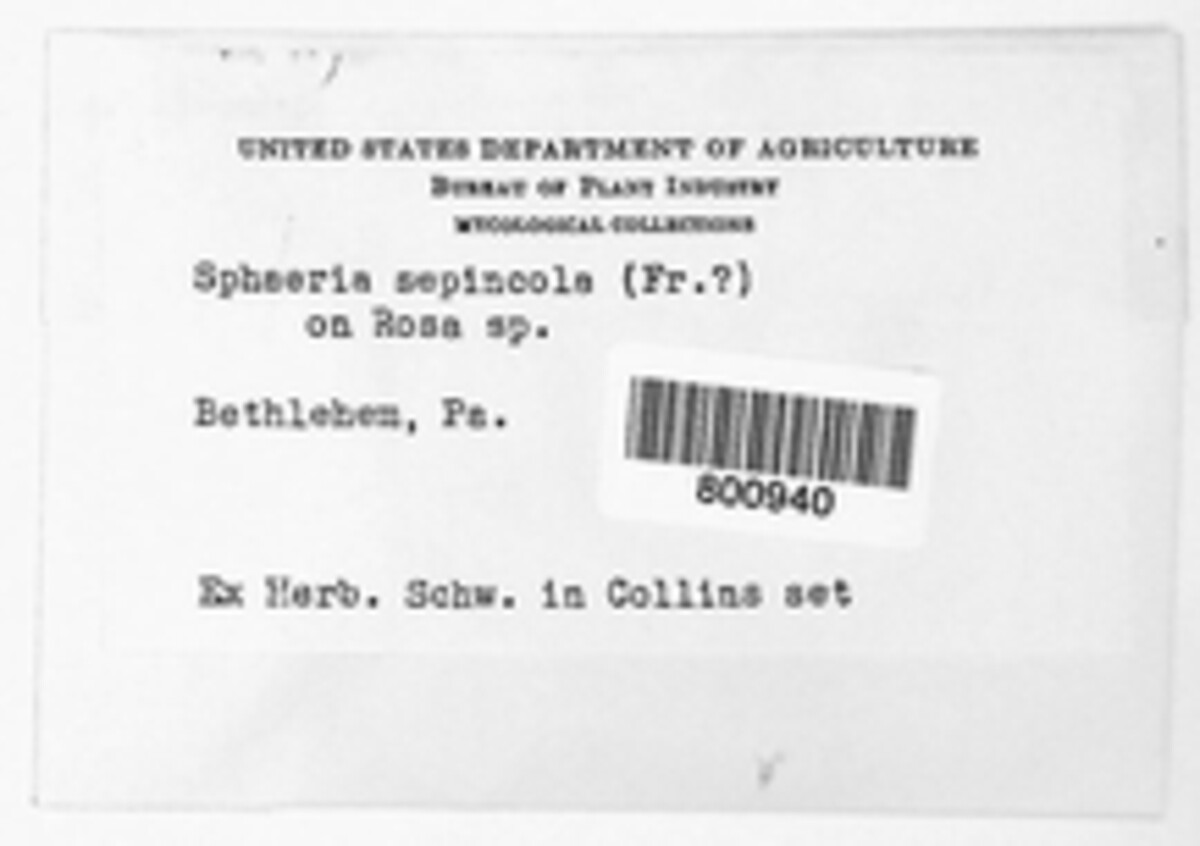 UNITED STATES DEPARTMENT OF AGRICULTURE
BUREAU OF PLANT INDUSTRY
MYCOLOGICAL COLLECTIONS
Sphaeria sepincola (Fr.?)
on Rosa sp.
Bethlehem, Pa.
800940
Ex Herb. Schw. in Collins set